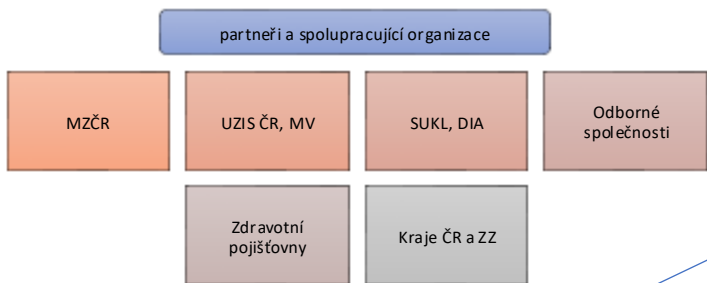 partneři a spolupracující organizace
MZČR
UZIS ČR, MV
SUKL, DIA
Odborné
společnosti
Zdravotní
pojišťovny
Kraje ČR a ZZ